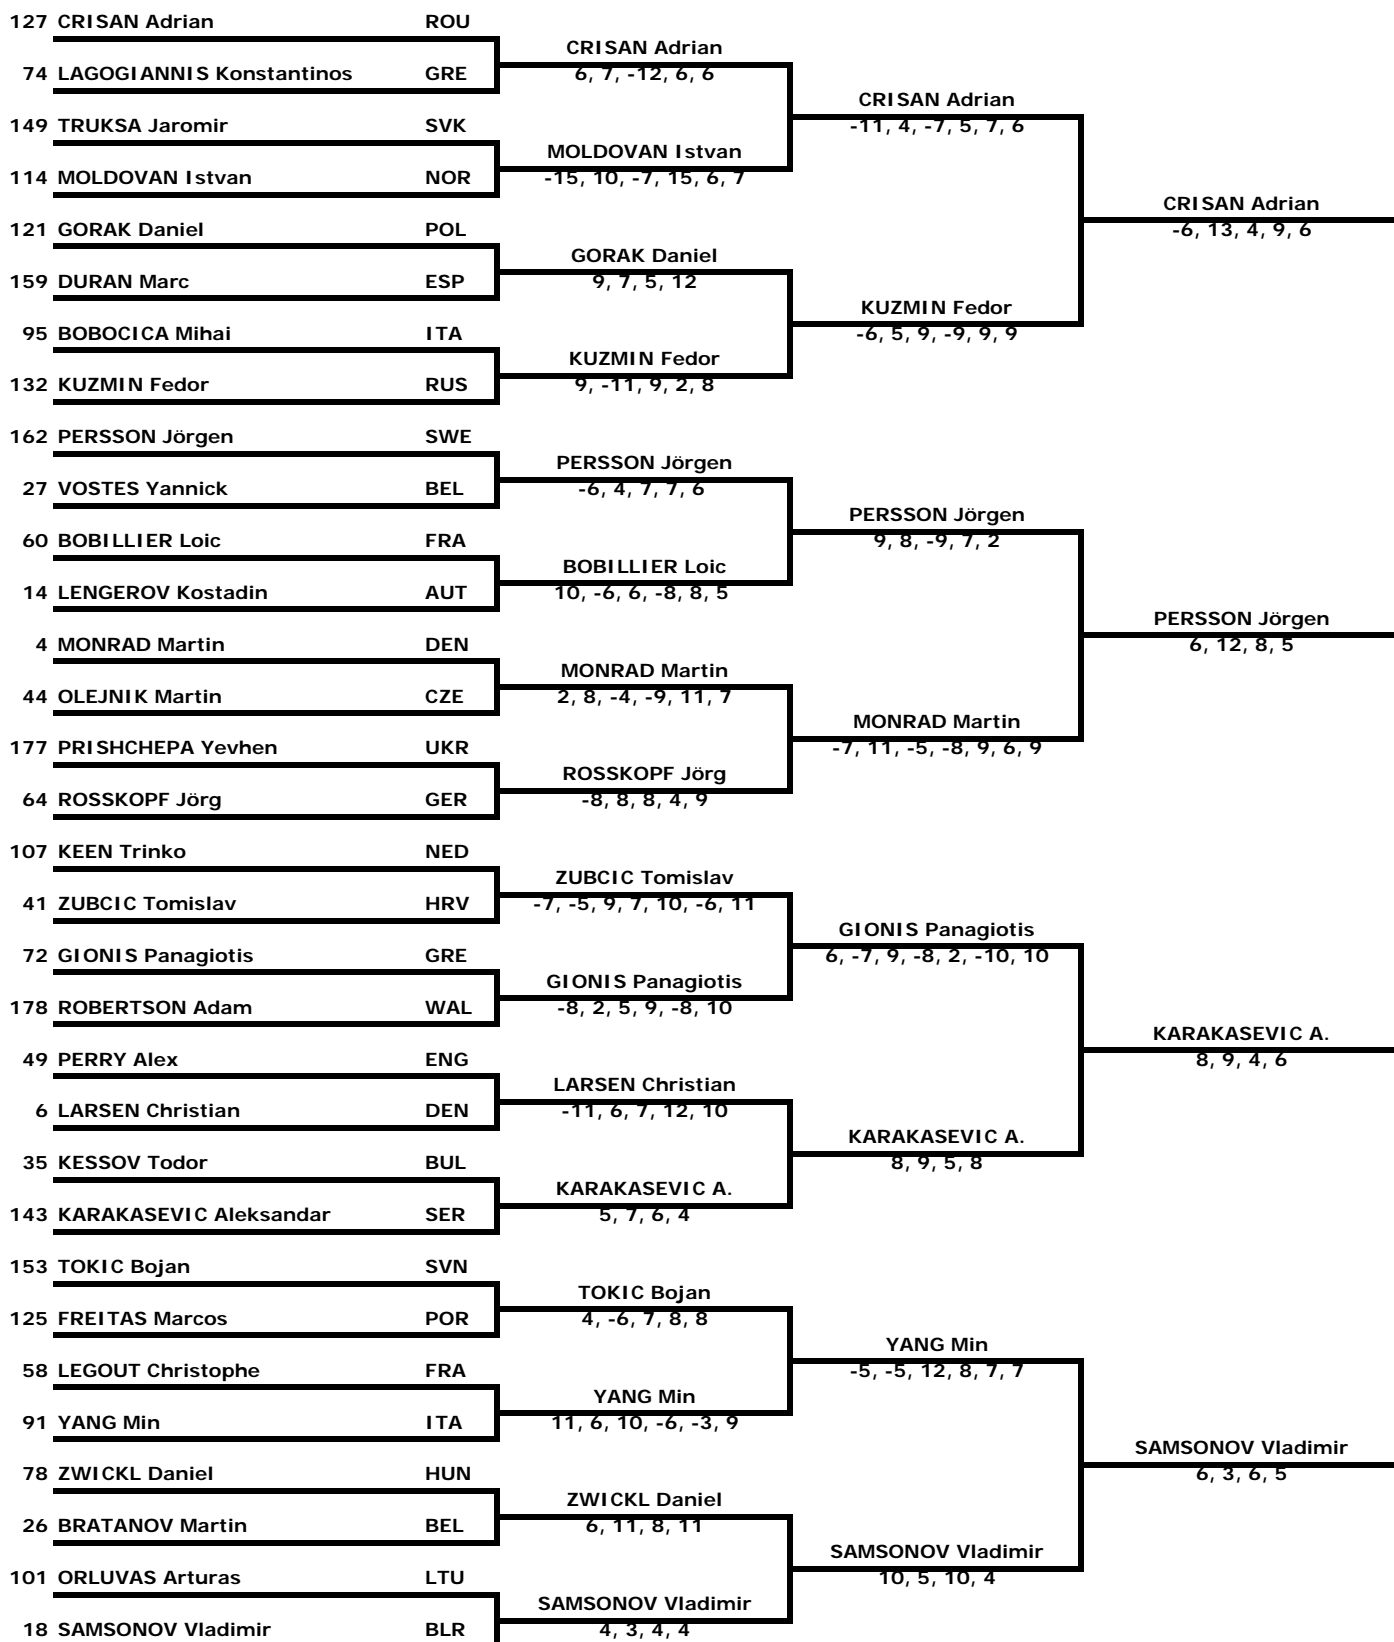 127 CRISAN Adrian ROU
CRISAN Adrian
6, 7, -12, 6, 6
74 LAGOGIANNIS Konstantinos GRE
CRISAN Adrian
-11, 4, -7, 5, 7, 6
149 TRUKSA Jaromir SVK
MOLDOVAN Istvan
-15, 10, -7, 15, 6, 7
114 MOLDOVAN Istvan NOR
CRISAN Adrian
-6, 13, 4, 9, 6
121 GORAK Daniel POL
GORAK Daniel
9, 7, 5, 12
159 DURAN Marc ESP
KUZMIN Fedor
-6, 5, 9, -9, 9, 9
95 BOBOCICA Mihai ITA
KUZMIN Fedor
9, -11, 9, 2, 8
132 KUZMIN Fedor RUS
162 PERSSON Jörgen SWE
PERSSON Jörgen
-6, 4, 7, 7, 6
27 VOSTES Yannick BEL
PERSSON Jörgen
9, 8, -9, 7, 2
60 BOBILLIER Loic FRA
BOBILLIER Loic
10, -6, 6, -8, 8, 5
14 LENGEROV Kostadin AUT
PERSSON Jörgen
6, 12, 8, 5
4 MONRAD Martin DEN
MONRAD Martin
2, 8, -4, -9, 11, 7
44 OLEJNIK Martin CZE
MONRAD Martin
-7, 11, -5, -8, 9, 6, 9
177 PRISHCHEPA Yevhen UKR
ROSSKOPF Jörg
-8, 8, 8, 4, 9
64 ROSSKOPF Jörg GER
107 KEEN Trinko NED
ZUBCIC Tomislav
-7, -5, 9, 7, 10, -6, 11
41 ZUBCIC Tomislav HRV
GIONIS Panagiotis
6, -7, 9, -8, 2, -10, 10
72 GIONIS Panagiotis GRE
GIONIS Panagiotis
-8, 2, 5, 9, -8, 10
178 ROBERTSON Adam WAL
KARAKASEVIC A.
8, 9, 4, 6
49 PERRY Alex ENG
LARSEN Christian
-11, 6, 7, 12, 10
6 LARSEN Christian DEN
KARAKASEVIC A.
8, 9, 5, 8
35 KESSOV Todor BUL
KARAKASEVIC A.
5, 7, 6, 4
143 KARAKASEVIC Aleksandar SER
153 TOKIC Bojan SVN
TOKIC Bojan
4, -6, 7, 8, 8
125 FREITAS Marcos POR
YANG Min
-5, -5, 12, 8, 7, 7
58 LEGOUT Christophe FRA
YANG Min
11, 6, 10, -6, -3, 9
91 YANG Min ITA
SAMSONOV Vladimir
6, 3, 6, 5
78 ZWICKL Daniel HUN
ZWICKL Daniel
6, 11, 8, 11
26 BRATANOV Martin BEL
SAMSONOV Vladimir
10, 5, 10, 4
101 ORLUVAS Arturas LTU
SAMSONOV Vladimir
4, 3, 4, 4
18 SAMSONOV Vladimir BLR